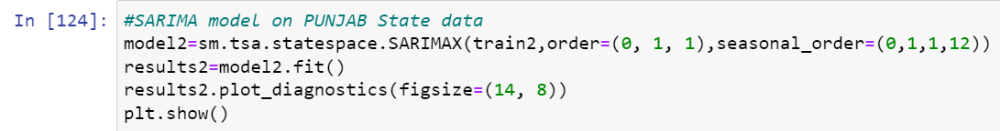 In [124]: #SARIMA model on PUNJAB State data
model2=sm.tsa.statespace.SARIMAX(train2,order=(0, 1, 1),seasonal_order=(0,1,1,12))
results2=model2.fit()
results2.plot_diagnostics(figsize=(14, 8))
plt.show()